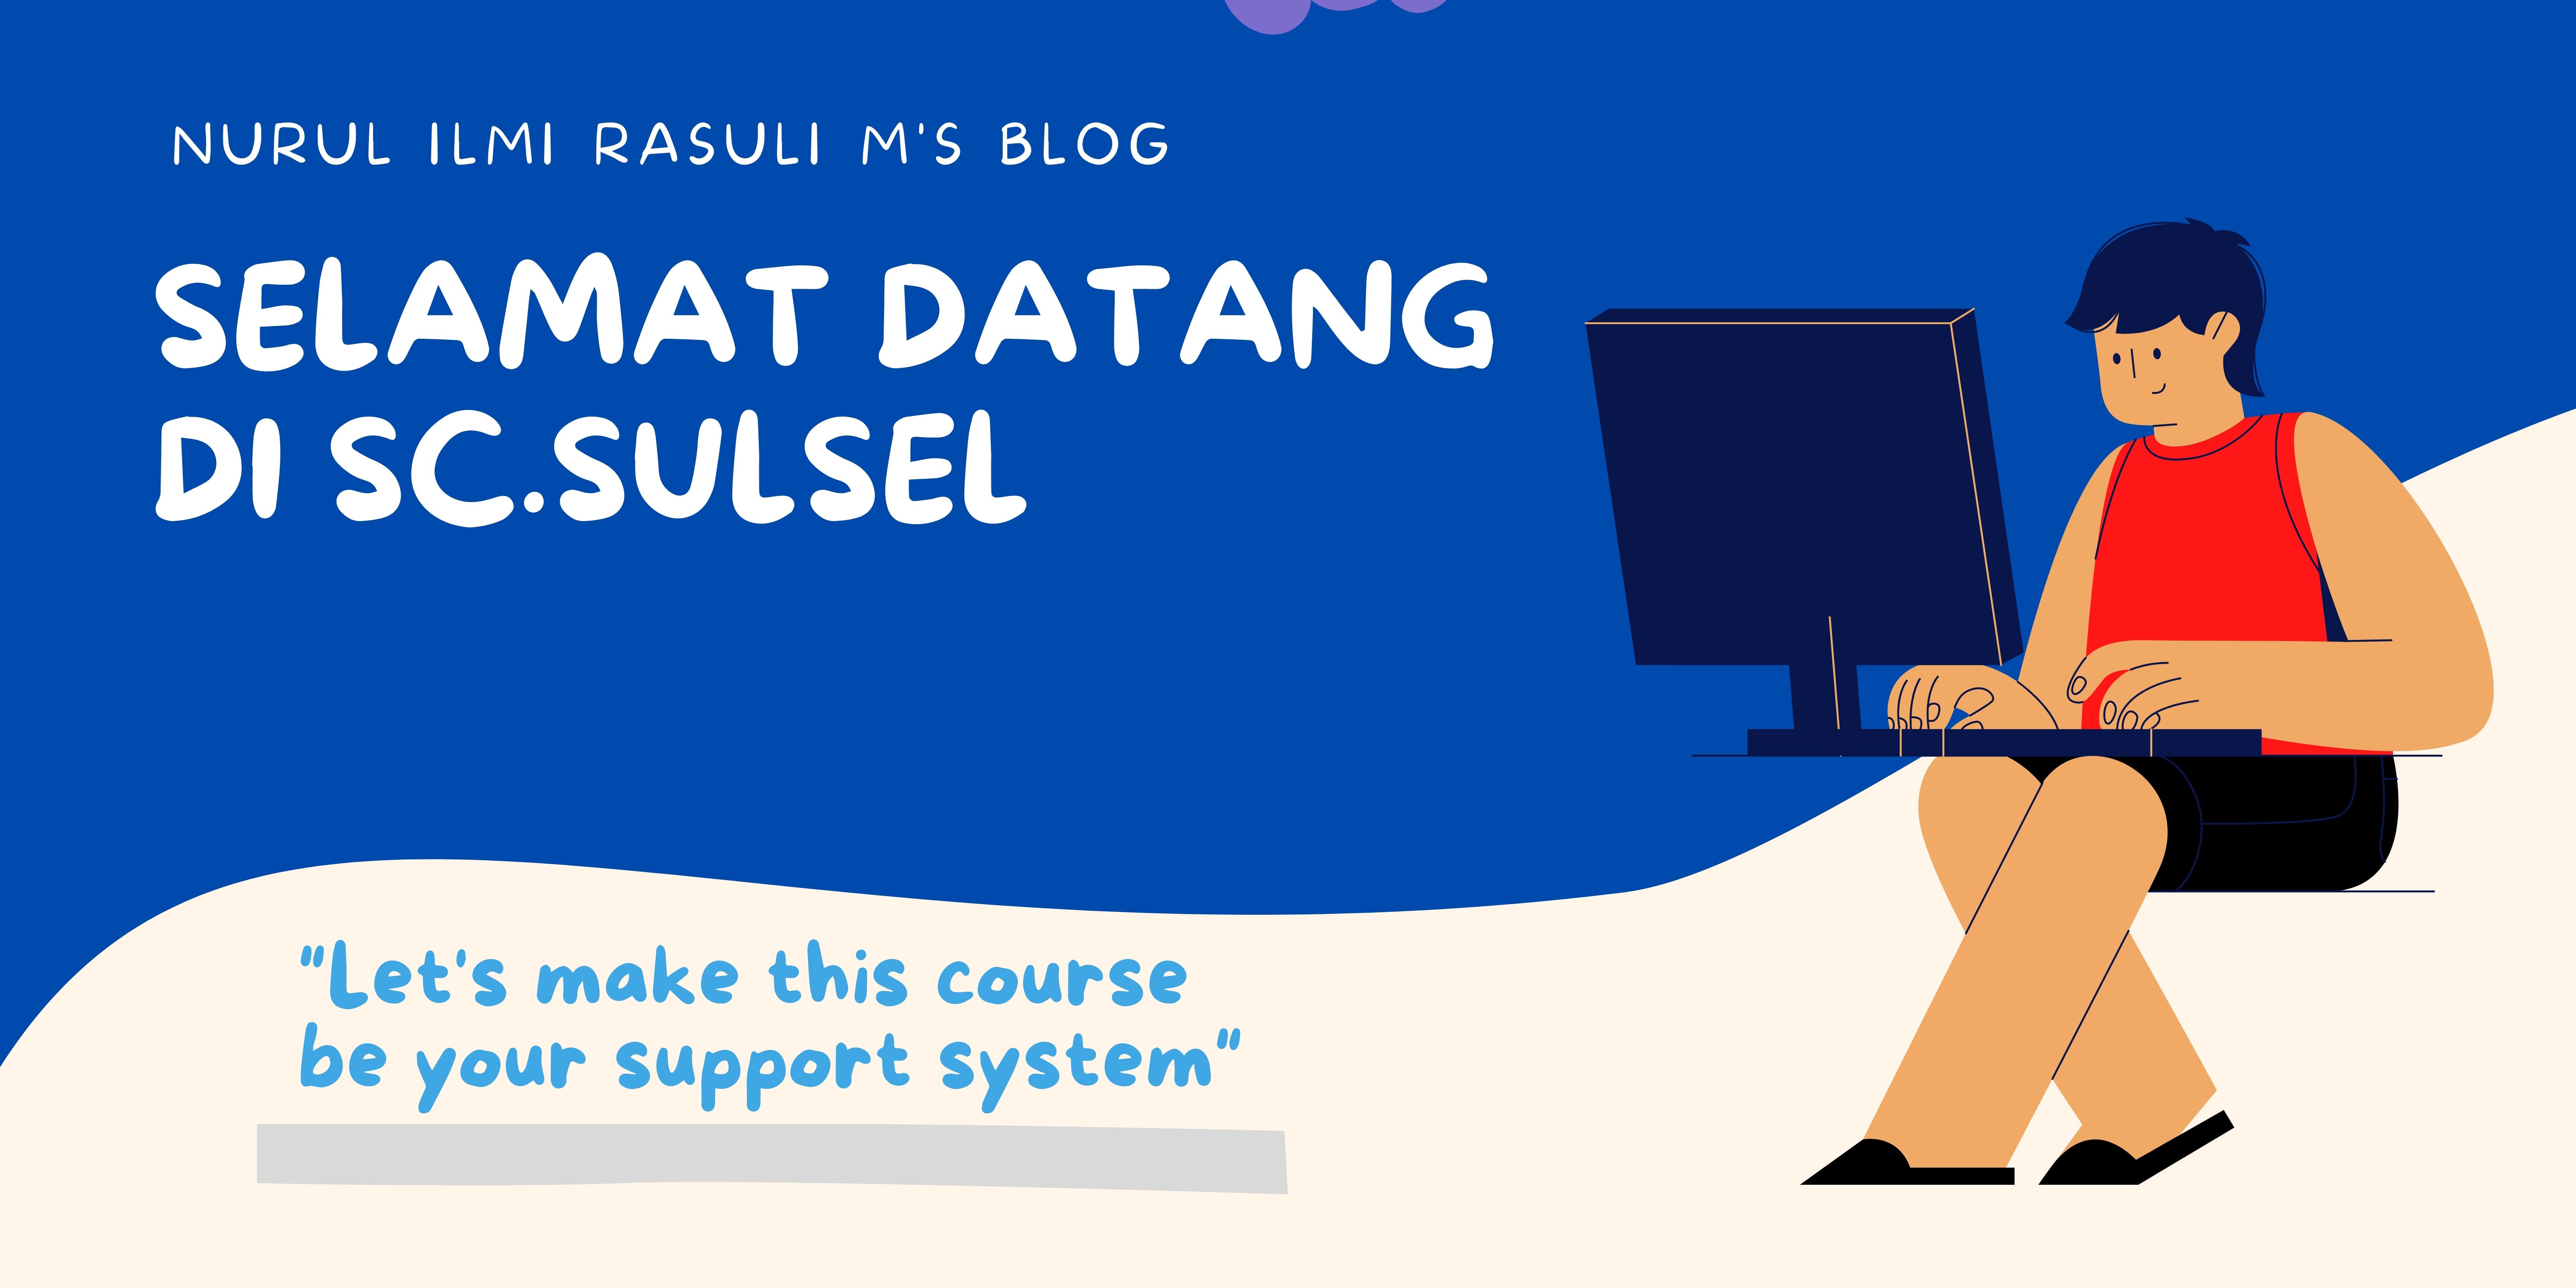 NURUL ILMI RASULI M'S BLOG
SELAMAT DATANG
DI SC.SULSEL
"Let's make this course
be your support system"